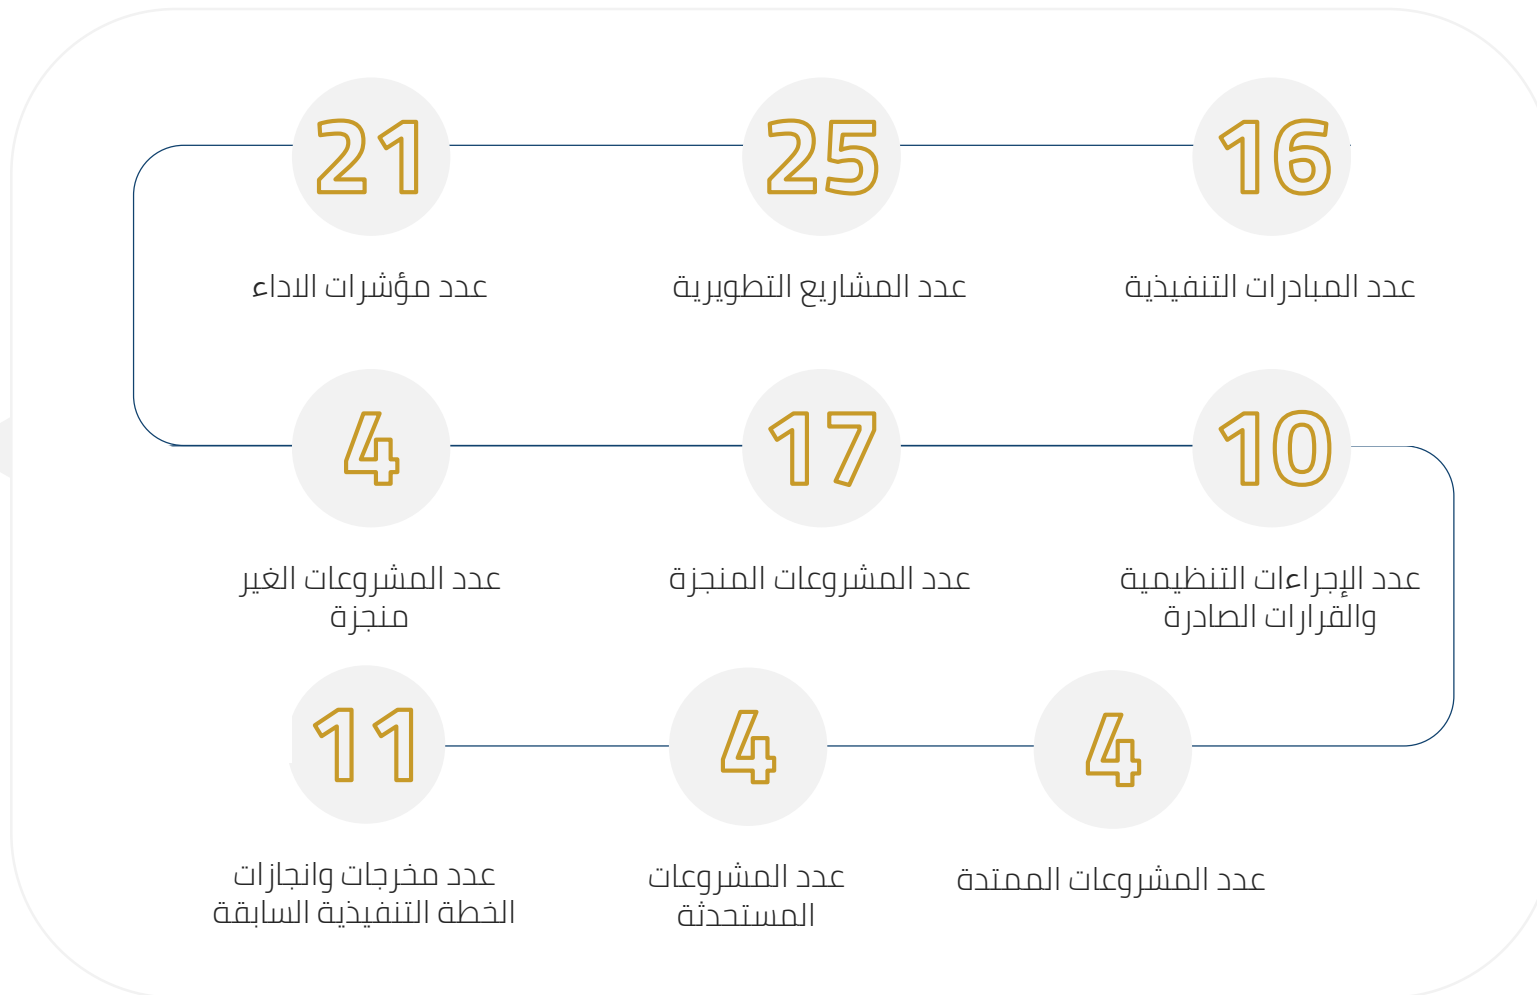 16
عدد المبادرات التنفيذية
25
عدد المشاريع التطويرية
21
عدد مؤشرات الاداء
10
عدد الإجراءات التنظيمية
والقرارات الصادرة
17
عدد المشروعات المنجزة
4
عدد المشروعات الغير
منجزة
4
عدد المشروعات الممتدة
4
عدد المشروعات
المستحدثة
11
عدد مخرجات وانجازات
الخطة التنفيذية السابقة